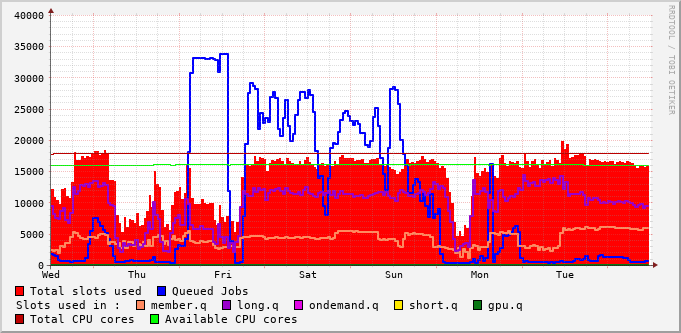 RRDTOOL / TOBI OETIKER
40000
35000
30000
25000
20000
15000
10000
5000
0
Wed Thu Fri Sat Sun Mon Tue
Total slots used Queued Jobs
Slots used in : member.q long.q ondemand.q short.q gpu.q
Total CPU cores Available CPU cores